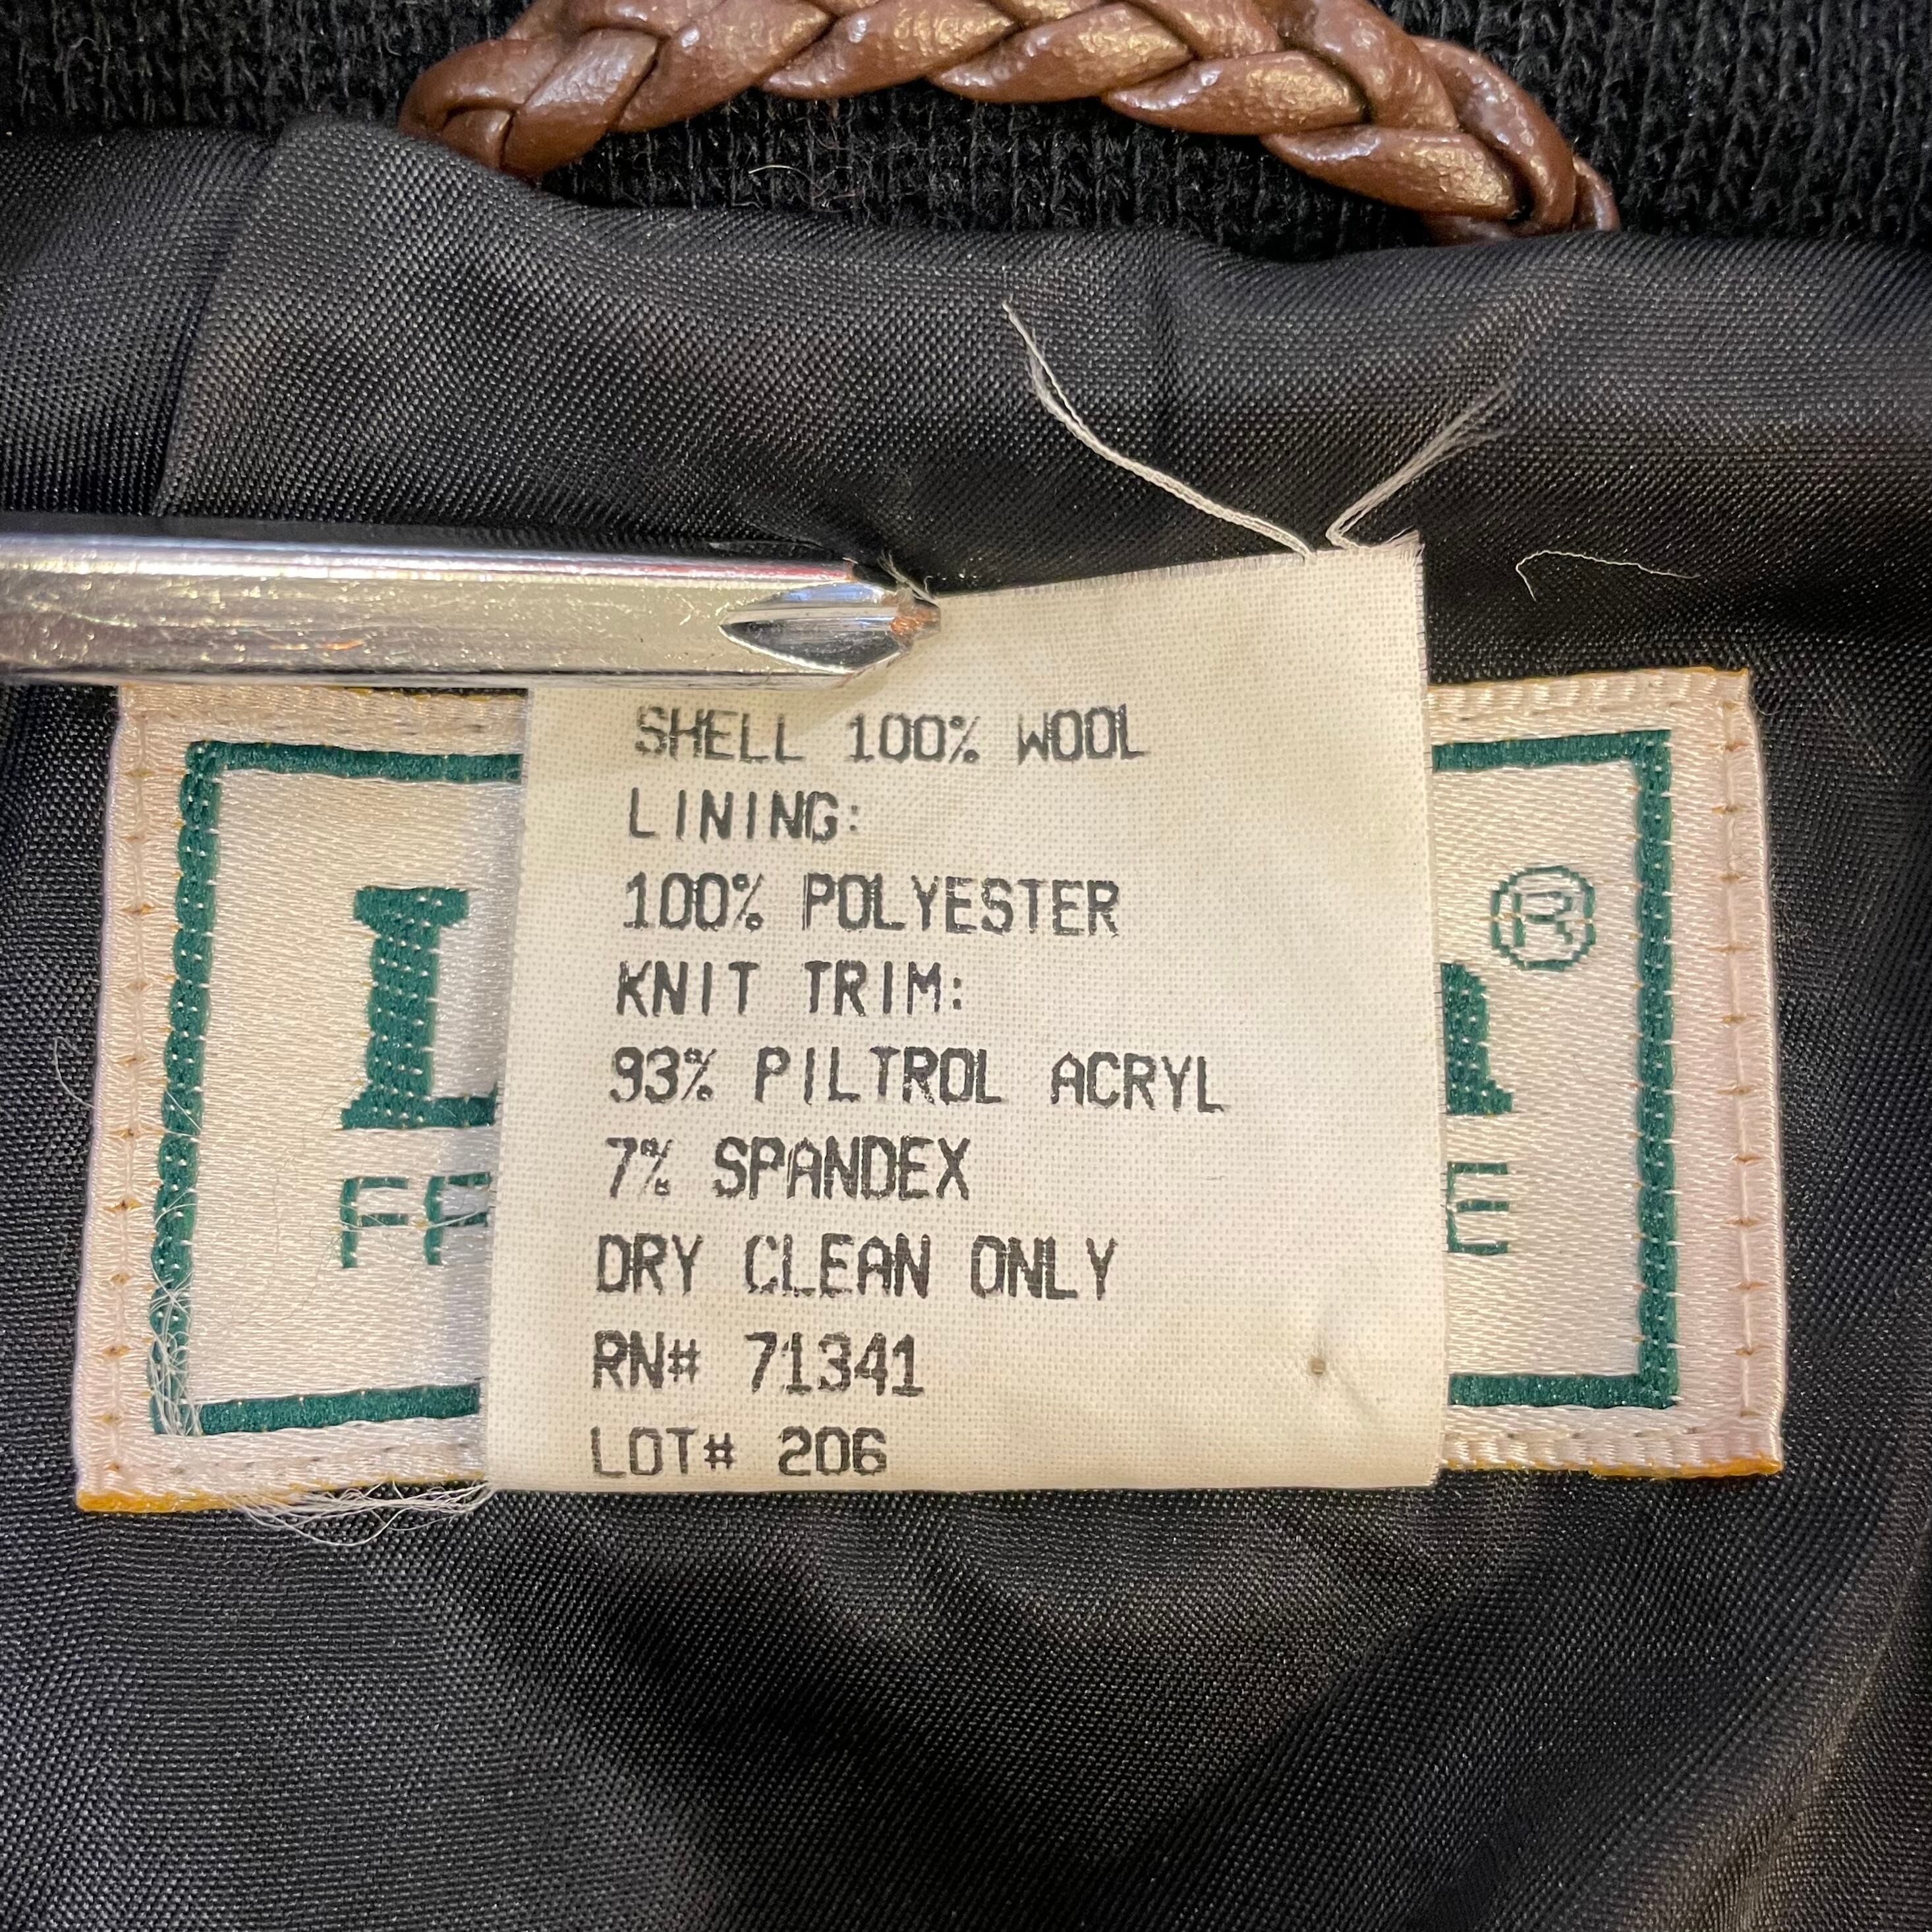 SHELL 100% WOOL
LINING:
100% POLYESTER
KNIT TRIM:
93% PILTROL ACRYL
7% SPANDEX
DRY CLEAN ONLY
RN# 71341
LOT# 206
®